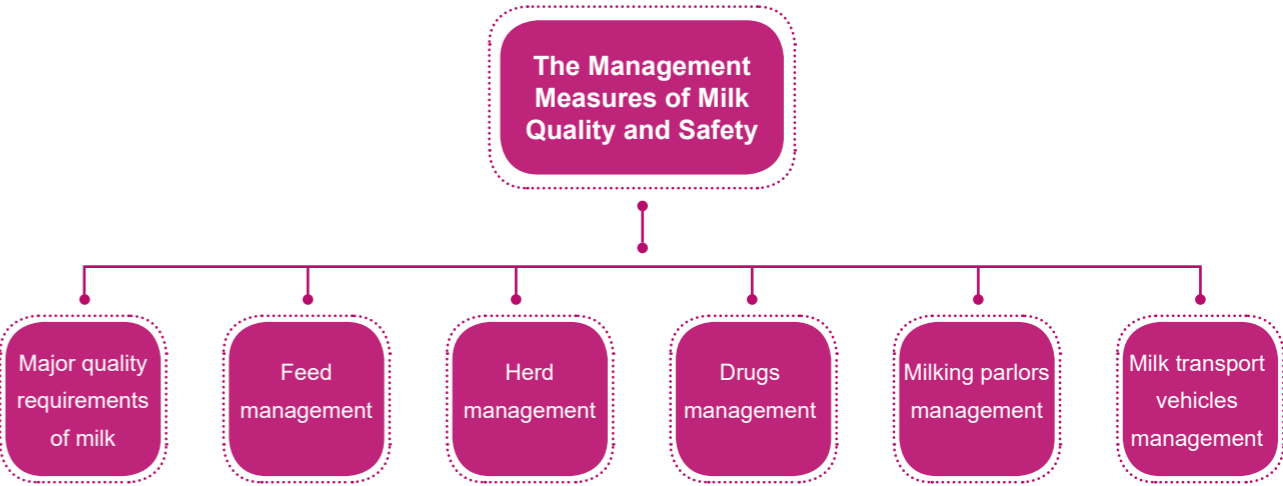 The Management
Measures of Milk
Quality and Safety
Major quality
requirements
of milk
Feed
management
Herd
management
Drugs
management
Milking parlors
management
Milk transport
vehicles
management